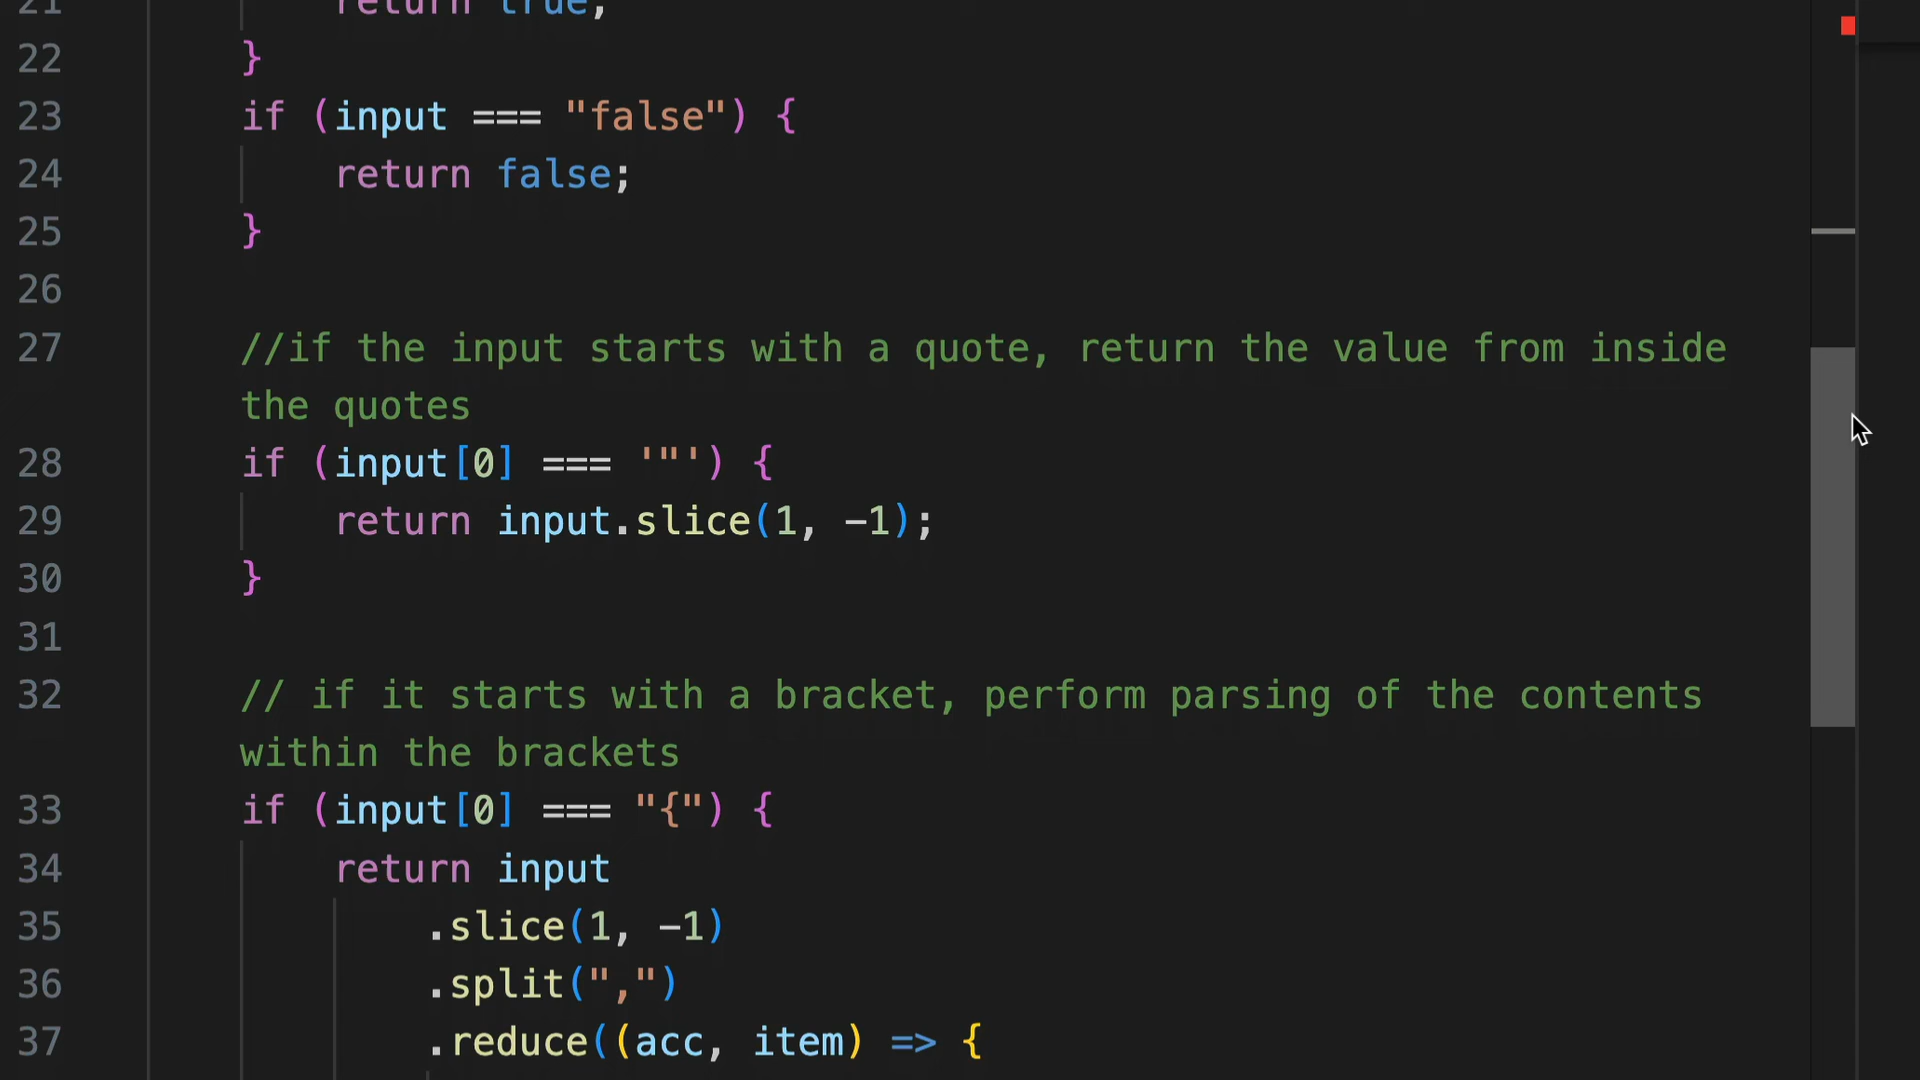 21 return true;
22 }
23 if (input === "false") {
24 return false;
25 }
26
27 //if the input starts with a quote, return the value from inside
the quotes
28 if (input[0] === '"') {
29 return input.slice(1, -1);
30 }
31
32 // if it starts with a bracket, perform parsing of the contents
within the brackets
33 if (input[0] === "{") {
34 return input
35 .slice(1, -1)
36 .split(",")
37 .reduce((acc, item) => {